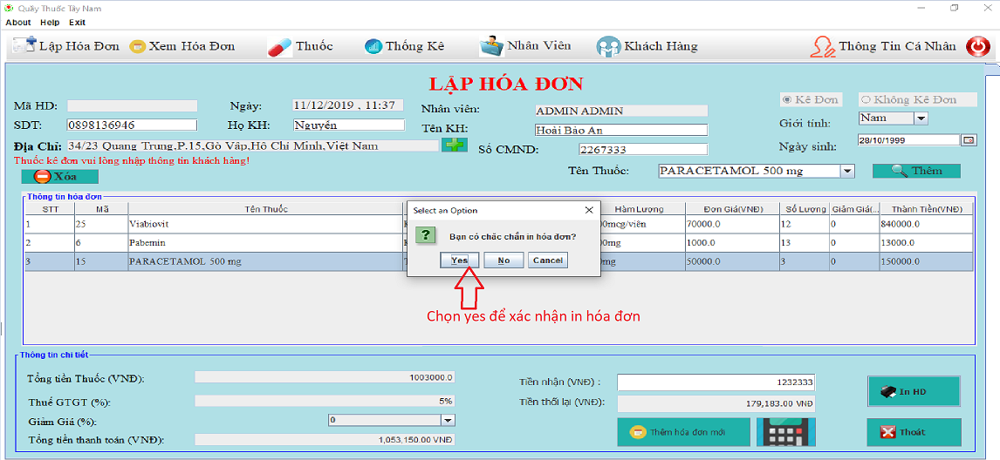 Quầy Thuốc Tây Nam
About Help Exit
Lập Hóa Đơn Xem Hóa Đơn Thuốc Thống Kê Nhân Viên Khách Hàng Thông Tin Cá Nhân
LẬP HÓA ĐƠN
Mã HD: Ngày: 11/12/2019 , 11:37 Nhân viên: ADMIN ADMIN Kê Đơn Không Kê Đơn
SDT: 0898136946 Họ KH: Nguyễn Tên KH: Hoài Bảo An Giới tính: Nam
Địa Chỉ: 34/23 Quang Trung,P.15,Gò Vấp,Hồ Chí Minh,Việt Nam Số CMND: 2267333 Ngày sinh: 28/10/1999
Thuốc kê đơn vui lòng nhập thông tin khách hàng!
Xóa Tên Thuốc: PARACETAMOL 500 mg Thêm
Thông tin hóa đơn
STT Mã Tên Thuốc Hàm Lượng Đơn Giá(VNĐ) Số Lượng Giảm Giá(... Thành Tiền(VNĐ)
1 25 Viabiovit 70000.0 12 0 840000.0
2 6 Pabemin 1000.0 13 0 13000.0
3 15 PARACETAMOL 500 mg 50000.0 3 0 150000.0
Select an Option
Bạn có chắc chắn in hóa đơn?
Yes No Cancel
Chọn yes để xác nhận in hóa đơn
Thông tin chi tiết
Tổng tiền Thuốc (VNĐ): 1003000.0 Tiền nhận (VNĐ) : 1232333 In HD
Thuế GTGT (%): 5% Tiền thối lại (VNĐ): 179,183.00 VNĐ
Giảm Giá (%): 0
Tổng tiền thanh toán (VNĐ): 1,053,150.00 VNĐ Thêm hóa đơn mới Thoát